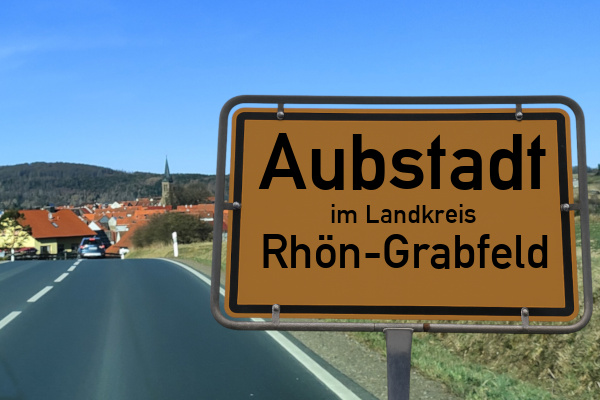 Aubstadt
im Landkreis
Rhön-Grabfeld